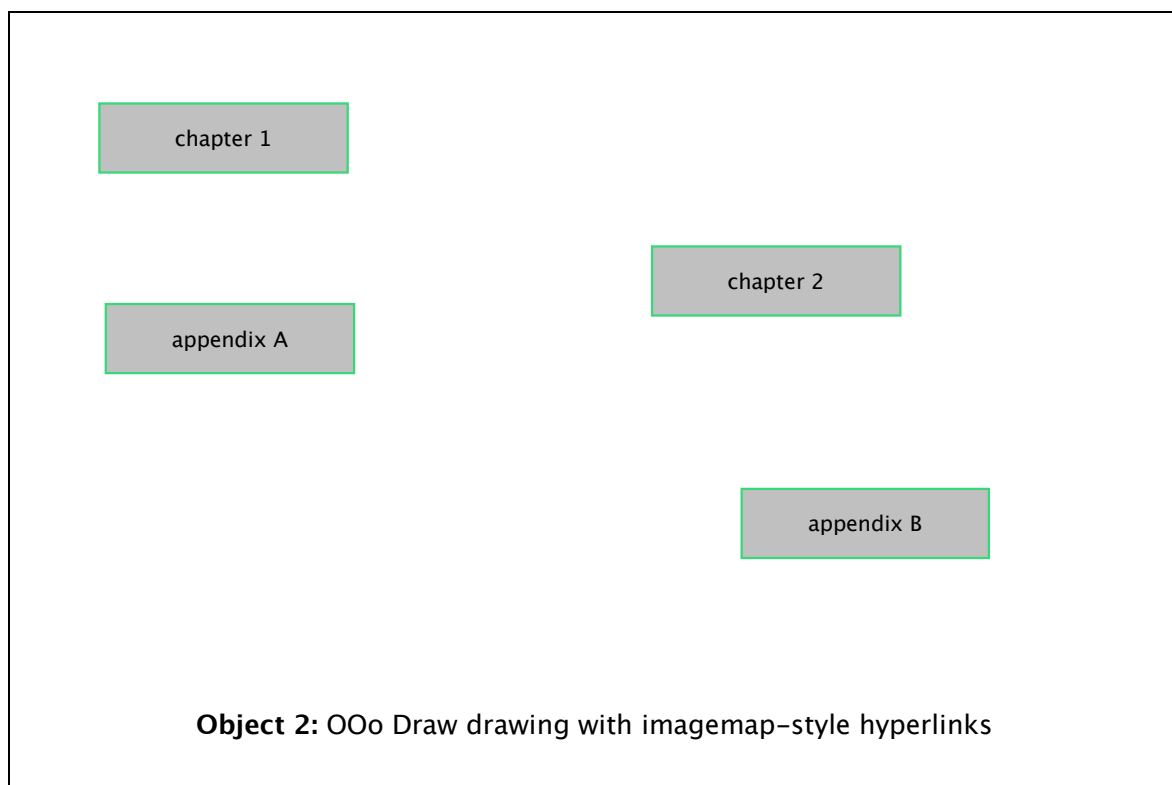 chapter 1
chapter 2
appendix A
appendix B
Object 2: OOo Draw drawing with imagemap-style hyperlinks